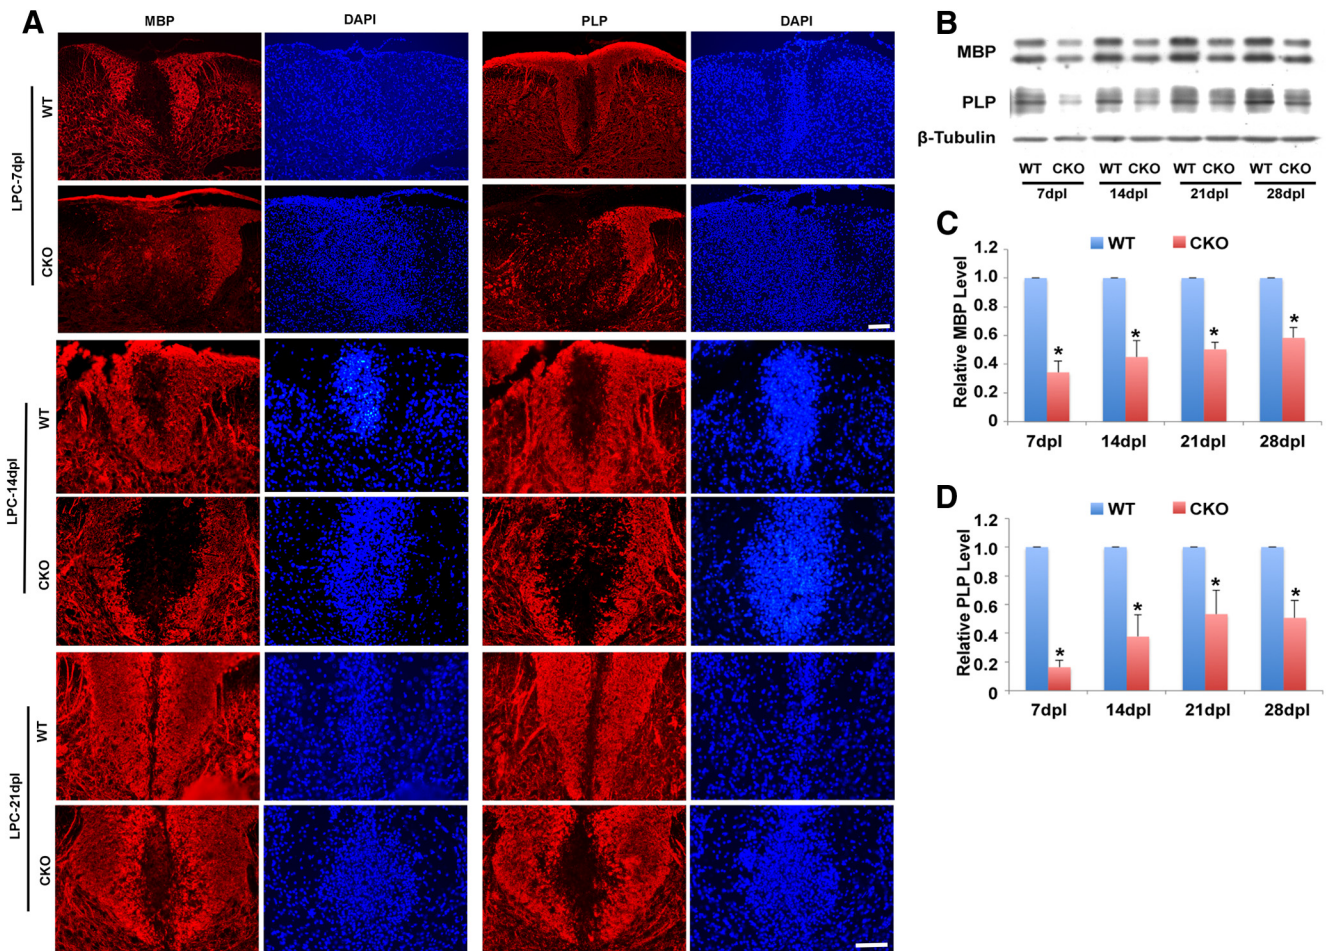 A
MBP DAPI PLP DAPI
LPC-7dpl
WT
CKO
LPC-14dpl
WT
CKO
LPC-21dpl
WT
CKO
B
MBP
PLP
β-Tubulin
WT CKO WT CKO WT CKO WT CKO
7dpl 14dpl 21dpl 28dpl
C
WT CKO
Relative MBP Level
1.2
1.0
0.8
0.6
0.4
0.2
0
* * * *
7dpl 14dpl 21dpl 28dpl
D
WT CKO
Relative PLP Level
1.2
1.0
0.8
0.6
0.4
0.2
0
* * * *
7dpl 14dpl 21dpl 28dpl